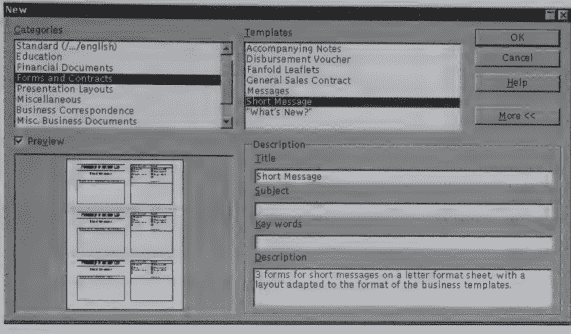 New
Categories
Standard (/.../english)
Education
Financial Documents
Forms and Contracts
Presentation Layouts
Miscellaneous
Business Correspondence
Misc. Business Documents
Templates
Accompanying Notes
Disbursement Voucher
Fanfold Leaflets
General Sales Contract
Messages
Short Message
"What's New?"
OK
Cancel
Help
More <<
Preview
Description
Title
Short Message
Subject
Key words
Description
3 forms for short messages on a letter format sheet, with a
layout adapted to the format of the business templates.